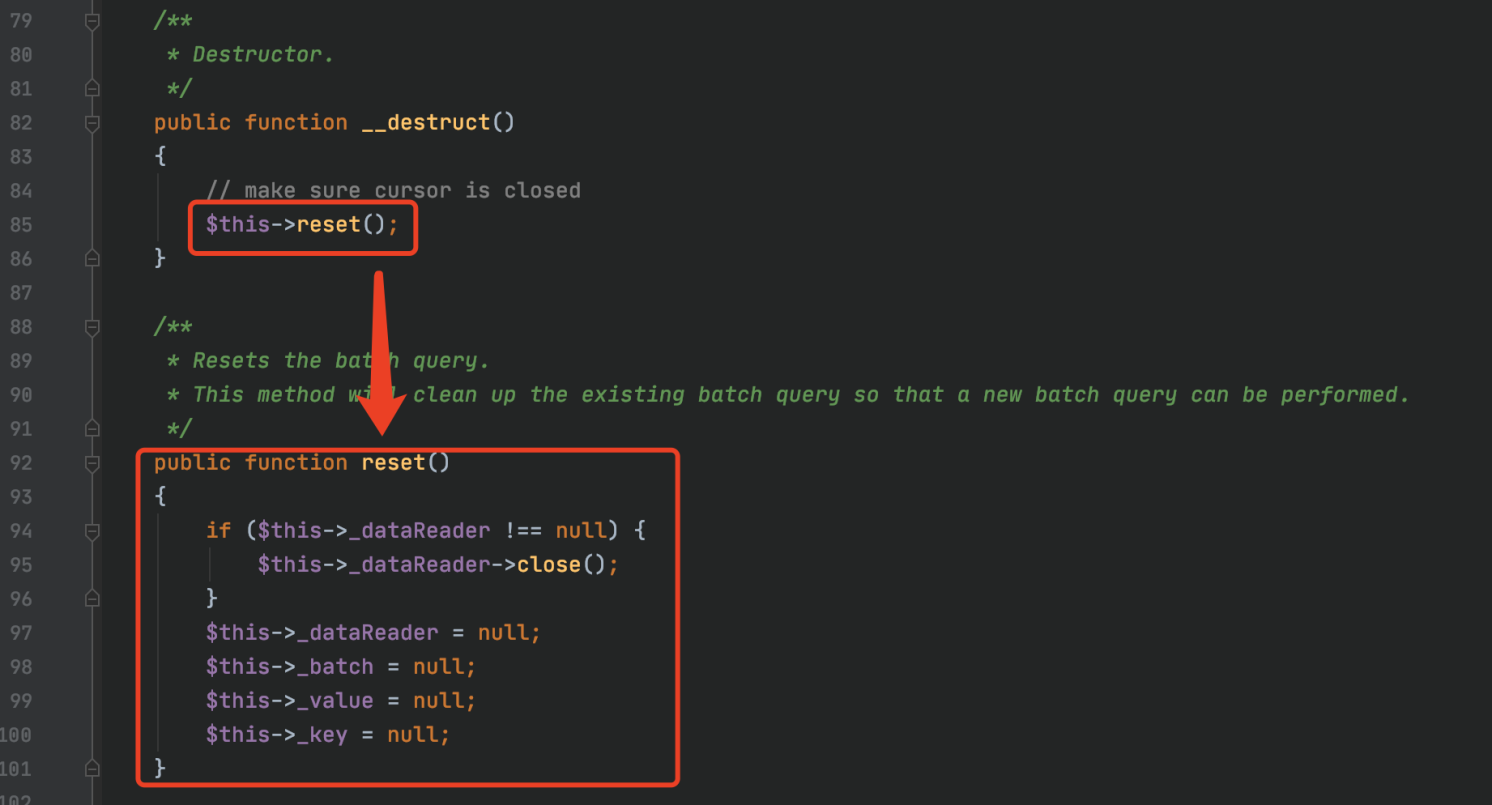 79 /**
80 * Destructor.
81 */
82 public function __destruct()
83 {
84 // make sure cursor is closed
85 $this->reset();
86 }
87
88 /**
89 * Resets the batch query.
90 * This method will clean up the existing batch query so that a new batch query can be performed.
91 */
92 public function reset()
93 {
94 if ($this->_dataReader !== null) {
95 $this->_dataReader->close();
96 }
97 $this->_dataReader = null;
98 $this->_batch = null;
99 $this->_value = null;
100 $this->_key = null;
101 }
102